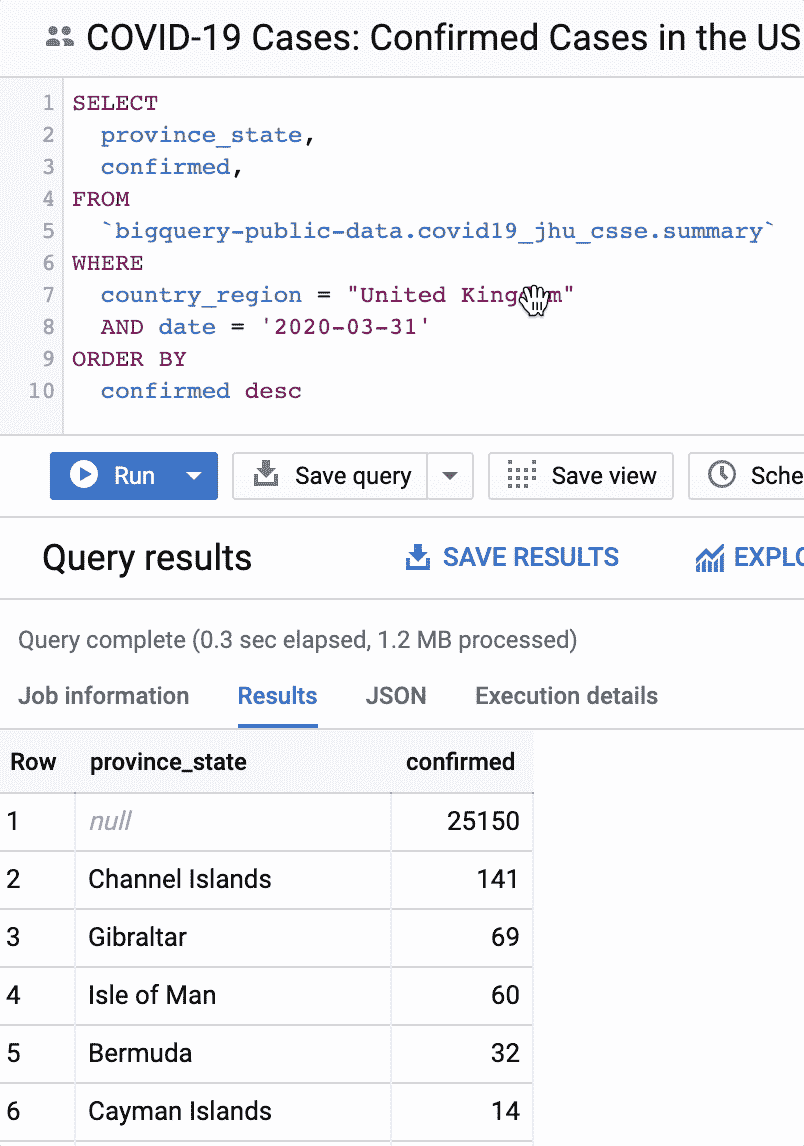 COVID-19 Cases: Confirmed Cases in the US
1 SELECT
2 province_state,
3 confirmed,
4 FROM
5 `bigquery-public-data.covid19_jhu_csse.summary`
6 WHERE
7 country_region = "United Kingdom"
8 AND date = '2020-03-31'
9 ORDER BY
10 confirmed desc
Run Save query Save view Sche
Query results SAVE RESULTS EXPLO
Query complete (0.3 sec elapsed, 1.2 MB processed)
Job information Results JSON Execution details
Row province_state confirmed
1 null 25150
2 Channel Islands 141
3 Gibraltar 69
4 Isle of Man 60
5 Bermuda 32
6 Cayman Islands 14